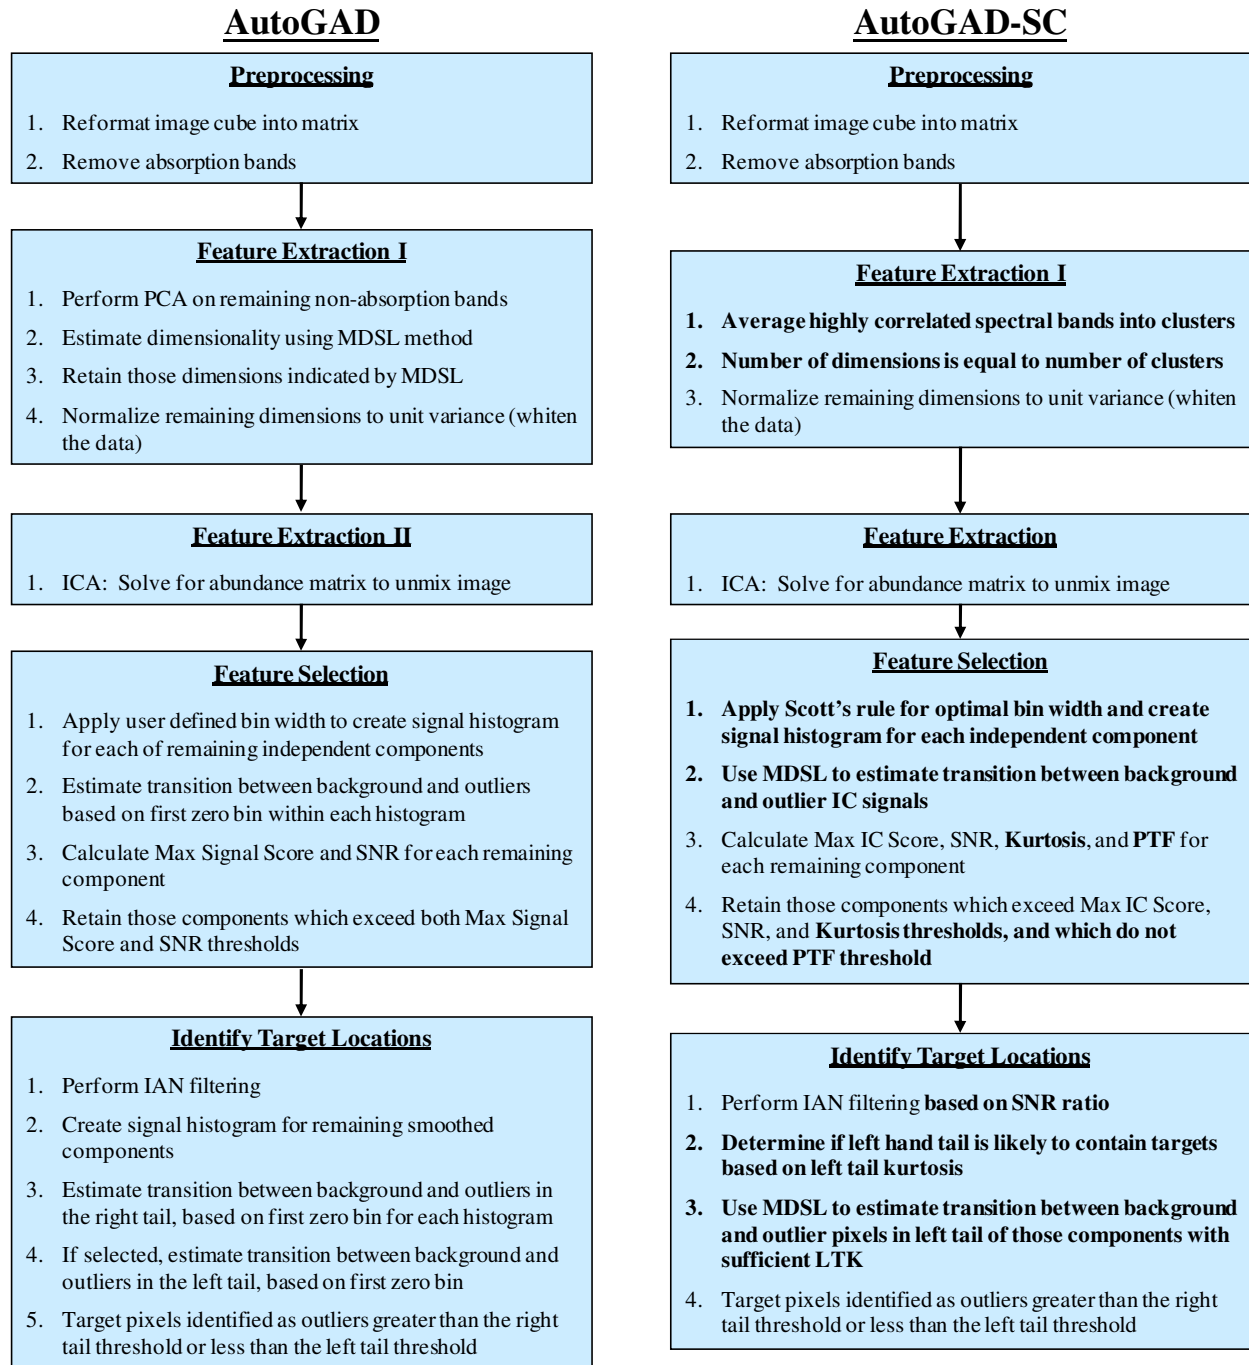 AutoGAD
Preprocessing
1. Reformat image cube into matrix
2. Remove absorption bands
Feature Extraction I
1. Perform PCA on remaining non-absorption bands
2. Estimate dimensionality using MDSL method
3. Retain those dimensions indicated by MDSL
4. Normalize remaining dimensions to unit variance (whiten
the data)
Feature Extraction II
1. ICA: Solve for abundance matrix to unmix image
Feature Selection
1. Apply user defined bin width to create signal histogram
for each of remaining independent components
2. Estimate transition between background and outliers
based on first zero bin within each histogram
3. Calculate Max Signal Score and SNR for each remaining
component
4. Retain those components which exceed both Max Signal
Score and SNR thresholds
Identify Target Locations
1. Perform IAN filtering
2. Create signal histogram for remaining smoothed
components
3. Estimate transition between background and outliers in
the right tail, based on first zero bin for each histogram
4. If selected, estimate transition between background and
outliers in the left tail, based on first zero bin
5. Target pixels identified as outliers greater than the right
tail threshold or less than the left tail threshold
AutoGAD-SC
Preprocessing
1. Reformat image cube into matrix
2. Remove absorption bands
Feature Extraction I
1. Average highly correlated spectral bands into clusters
2. Number of dimensions is equal to number of clusters
3. Normalize remaining dimensions to unit variance (whiten
the data)
Feature Extraction
1. ICA: Solve for abundance matrix to unmix image
Feature Selection
1. Apply Scott's rule for optimal bin width and create
signal histogram for each independent component
2. Use MDSL to estimate transition between background
and outlier IC signals
3. Calculate Max IC Score, SNR, Kurtosis, and PTF for
each remaining component
4. Retain those components which exceed Max IC Score,
SNR, and Kurtosis thresholds, and which do not
exceed PTF threshold
Identify Target Locations
1. Perform IAN filtering based on SNR ratio
2. Determine if left hand tail is likely to contain targets
based on left tail kurtosis
3. Use MDSL to estimate transition between background
and outlier pixels in left tail of those components with
sufficient LTK
4. Target pixels identified as outliers greater than the right
tail threshold or less than the left tail threshold